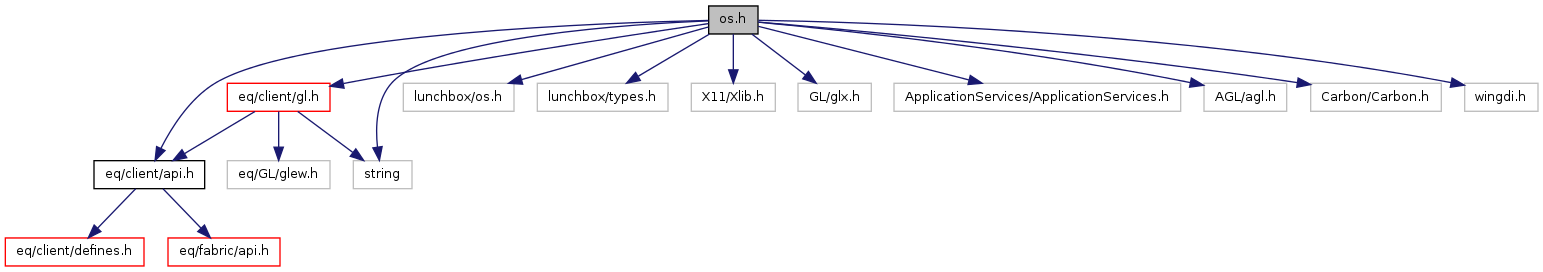 os.h
eq/client/gl.h
lunchbox/os.h
lunchbox/types.h
X11/Xlib.h
GL/glx.h
ApplicationServices/ApplicationServices.h
AGL/agl.h
Carbon/Carbon.h
wingdi.h
eq/client/api.h
eq/GL/glew.h
string
eq/client/defines.h
eq/fabric/api.h